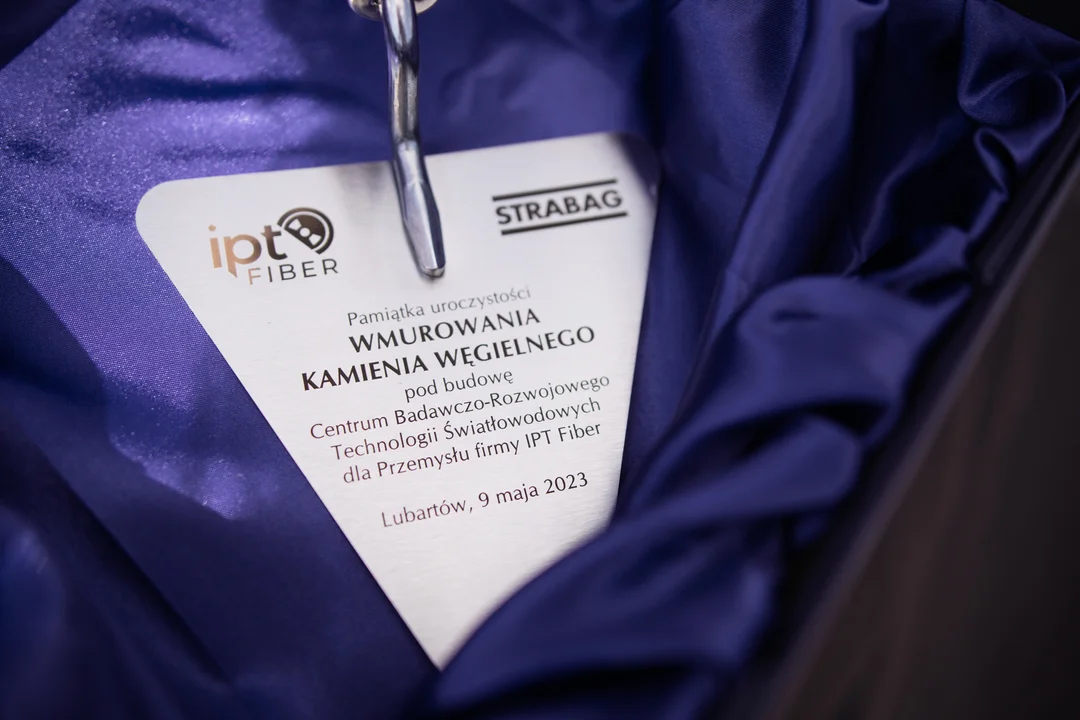 ipt
FIBER
STRABAG
Pamiątka uroczystości
WMUROWANIA
KAMIENIA WĘGIELNEGO
pod budowę
Centrum Badawczo-Rozwojowego
Technologii Światłowodowych
dla Przemysłu firmy IPT Fiber
Lubartów, 9 maja 2023